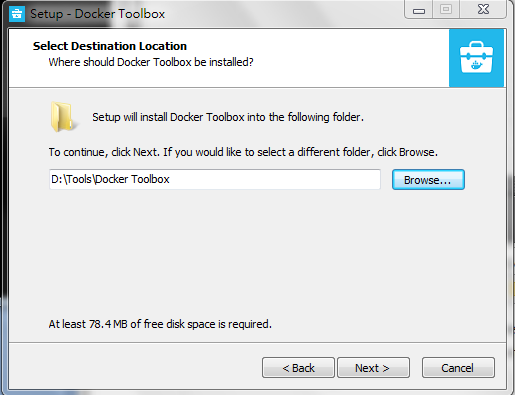 Setup - Docker Toolbox
Select Destination Location
Where should Docker Toolbox be installed?
Setup will install Docker Toolbox into the following folder.
To continue, click Next. If you would like to select a different folder, click Browse.
D:\Tools\Docker Toolbox
Browse...
At least 78.4 MB of free disk space is required.
< Back
Next >
Cancel